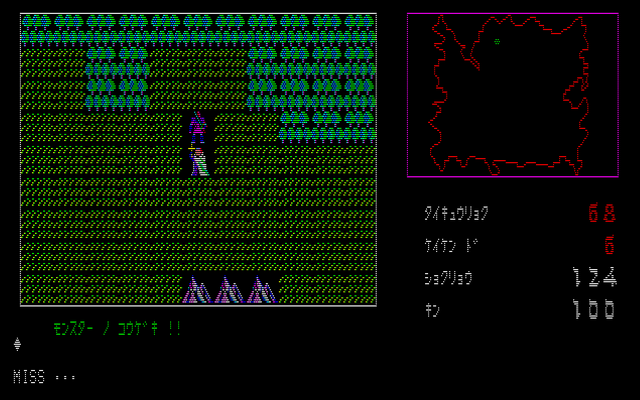 タイキュウリョク 68
ケイケン ド 6
ショクリョウ 124
キン 100
モンスター ノ コウゲキ !!
MISS ...